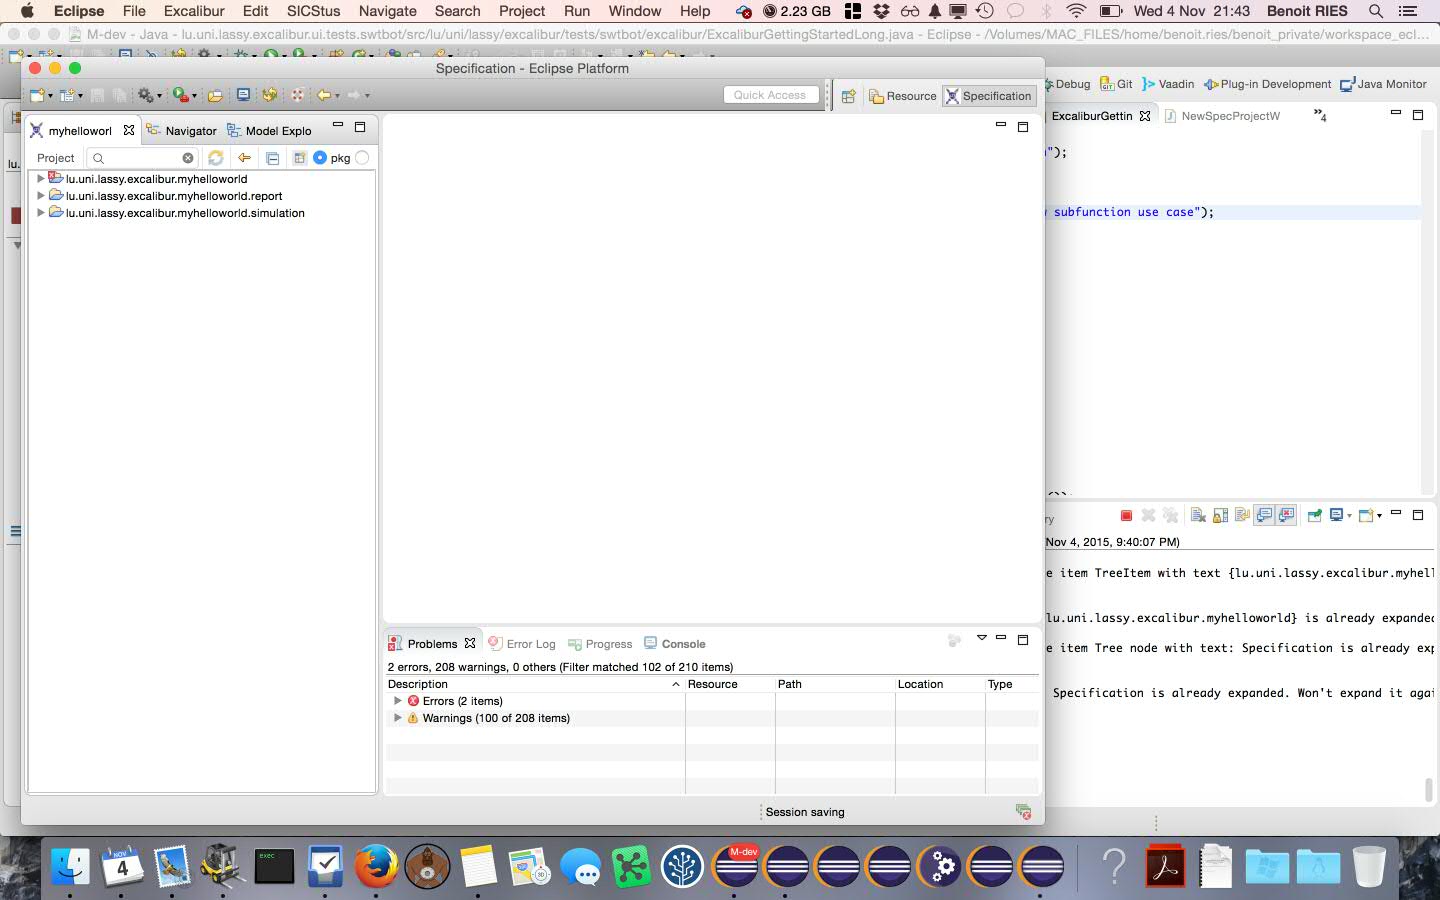 Eclipse File Excalibur Edit SICStus Navigate Search Project Run Window Help 2.23 GB Wed 4 Nov 21:43 Benoit RIES
M-dev - Java - lu.uni.lassy.excalibur.ui.tests.swtbot/src/lu/uni/lassy/excalibur/tests/swtbot/excalibur/ExcaliburGettingStartedLong.java - Eclipse - /Volumes/MAC_FILES/home/benoit.ries/benoit_private/workspace_ecl...
Specification - Eclipse Platform
Quick Access Resource Specification
Debug Git Vaadin Plug-in Development Java Monitor
myhelloworl Navigator Model Explo
ExcaliburGettin NewSpecProjectW »4
Project pkg
");
lu.
lu.uni.lassy.excalibur.myhelloworld
lu.uni.lassy.excalibur.myhelloworld.report
lu.uni.lassy.excalibur.myhelloworld.simulation
subfunction use case");
ry
(Nov 4, 2015, 9:40:07 PM)
e item TreeItem with text {lu.uni.lassy.excalibur.myhel
lu.uni.lassy.excalibur.myhelloworld} is already expanded
e item Tree node with text: Specification is already exp
Specification is already expanded. Won't expand it agai
Problems Error Log Progress Console
2 errors, 208 warnings, 0 others (Filter matched 102 of 210 items)
Description Resource Path Location Type
Errors (2 items)
Warnings (100 of 208 items)
Session saving
NOV
4
exec
3D
M-dev
?